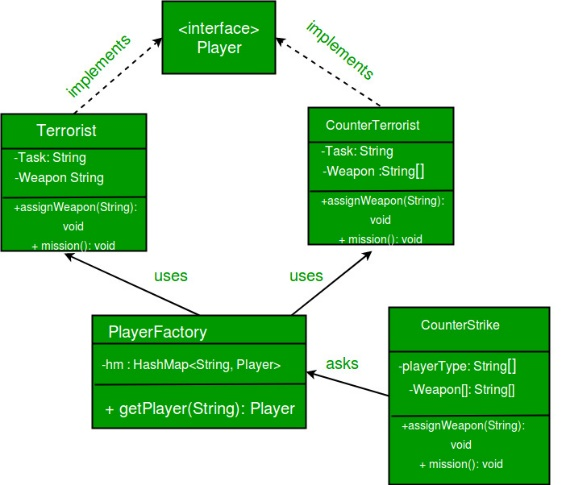 <interface>
Player
implements
implements
Terrorist
-Task: String
-Weapon String
+assignWeapon(String):
void
+ mission(): void
CounterTerrorist
-Task: String
-Weapon :String[]
+assignWeapon(String):
void
+ mission(): void
uses
uses
PlayerFactory
-hm : HashMap<String, Player>
+ getPlayer(String): Player
asks
CounterStrike
-playerType: String[]
-Weapon[]: String[]
+assignWeapon(String):
void
+ mission(): void